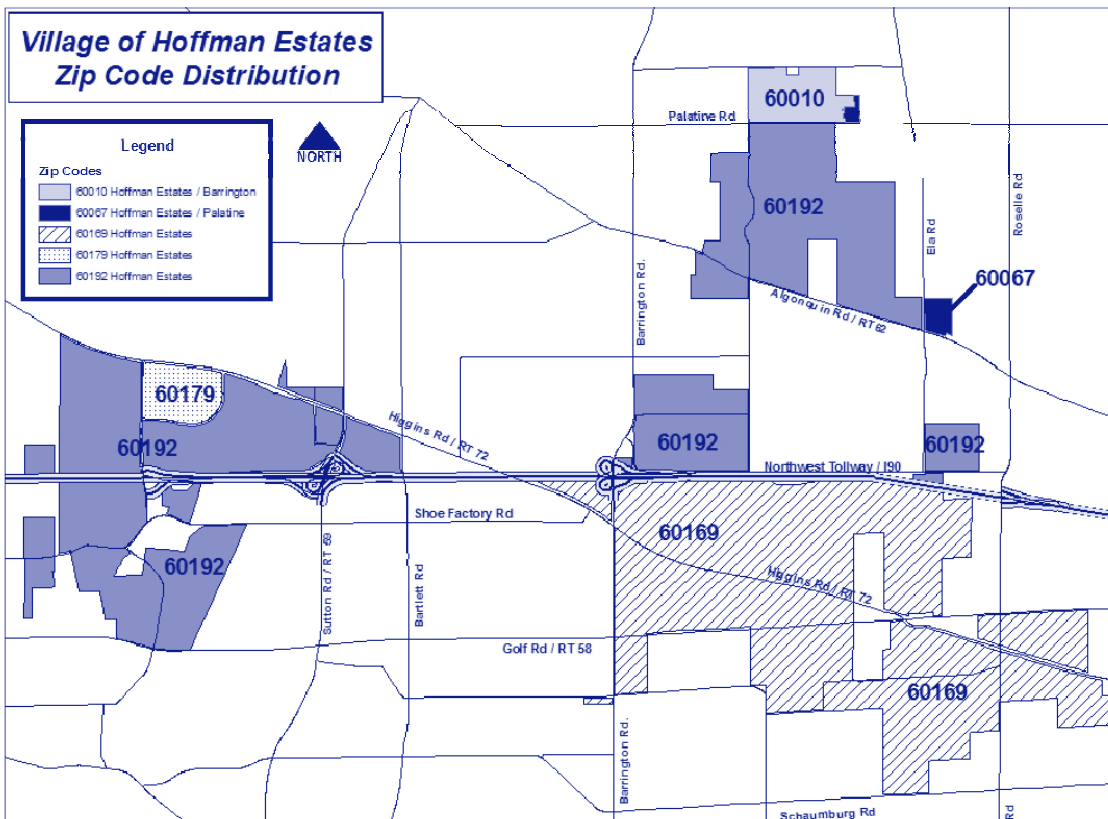 Village of Hoffman Estates
Zip Code Distribution
Legend
Zip Codes
60010 Hoffman Estates / Barrington
60067 Hoffman Estates / Palatine
60169 Hoffman Estates
60179 Hoffman Estates
60192 Hoffman Estates
NORTH
60010
Palatine Rd
60192
Roselle Rd
Ela Rd
60067
Barrington Rd.
Algonquin Rd / RT 62
60179
Higgins Rd / RT 72
60192
60192
60192
Northwest Tollway / I90
Shoe Factory Rd
60169
60192
Sutton Rd / RT 59
Bartlett Rd
Higgins Rd / RT 72
Golf Rd / RT 58
60169
Barrington Rd.
Schaumburg Rd
Rd